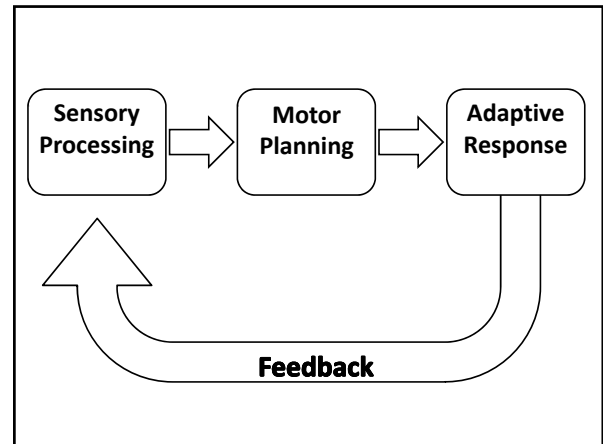 Sensory
Processing
Motor
Planning
Adaptive
Response
Feedback